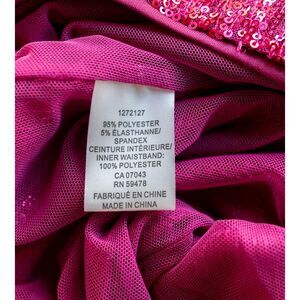 1272127
95% POLYESTER
5% ÉLASTHANNE/
SPANDEX
CEINTURE INTÉRIEURE/
INNER WAISTBAND:
100% POLYESTER
CA 07043
RN 59478
FABRIQUÉ EN CHINE
MADE IN CHINA